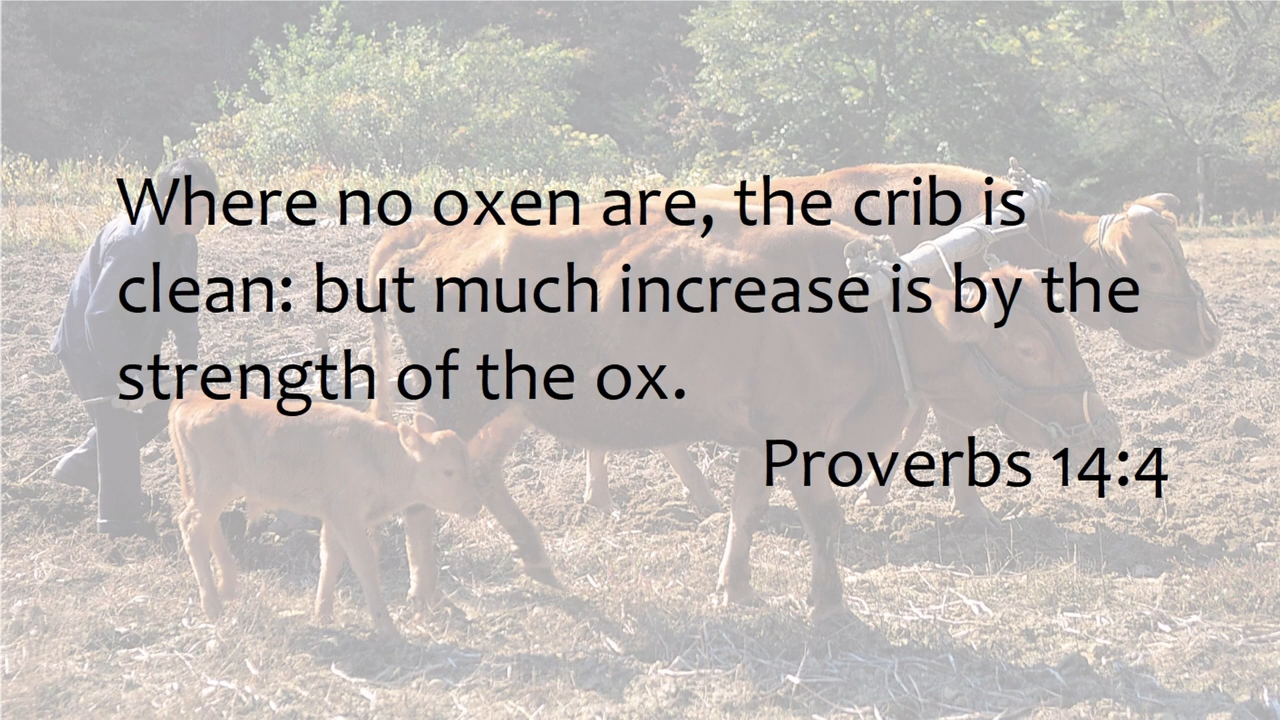 Where no oxen are, the crib is
clean: but much increase is by the
strength of the ox.
Proverbs 14:4